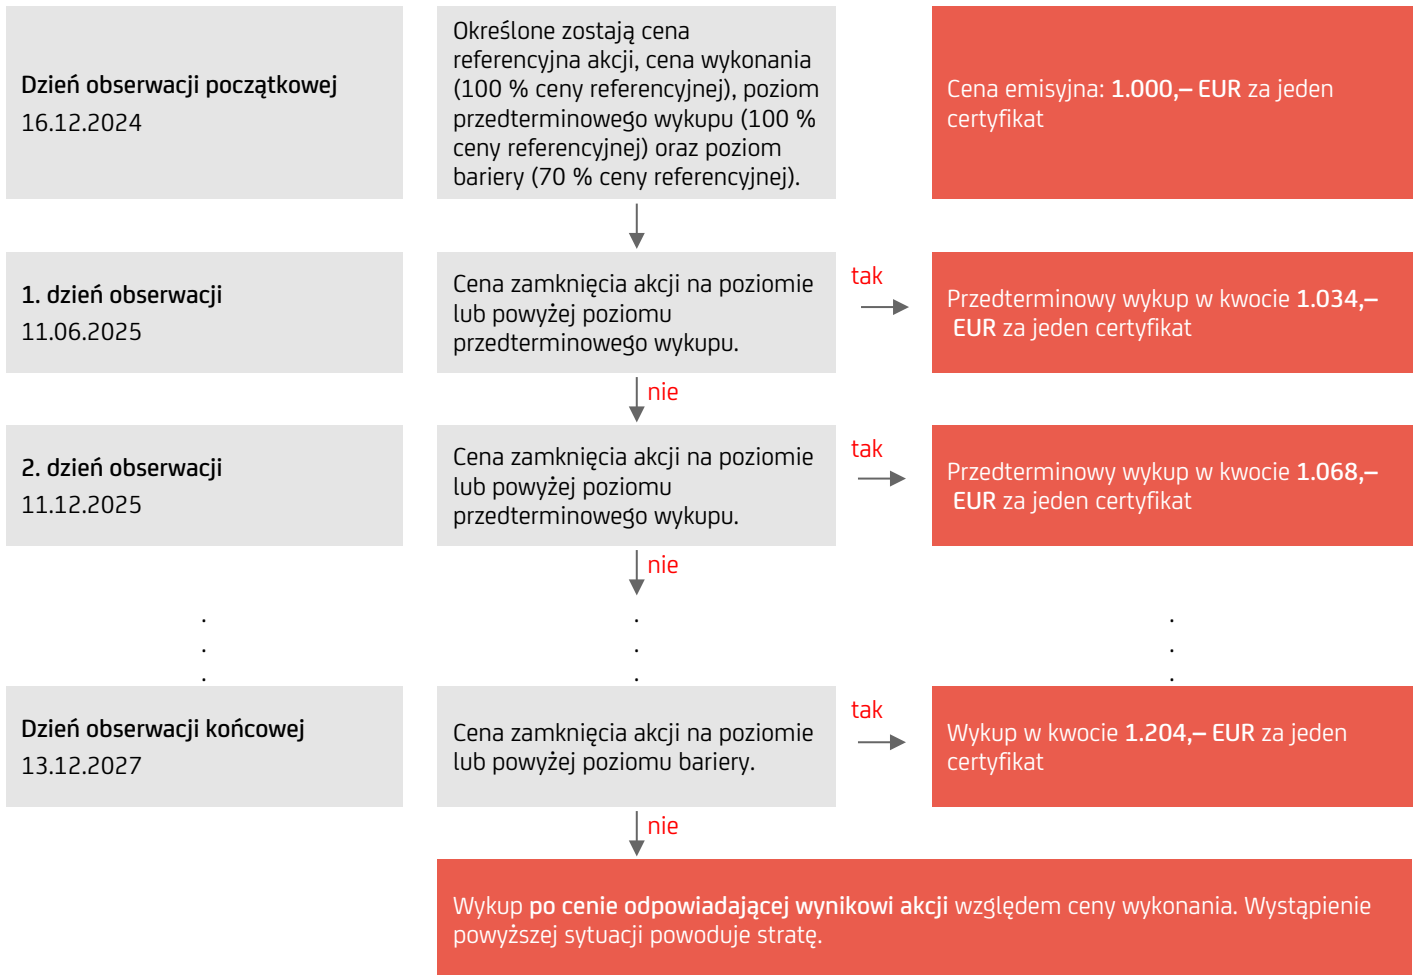 Dzień obserwacji początkowej
16.12.2024
Określone zostają cena
referencyjna akcji, cena wykonania
(100 % ceny referencyjnej), poziom
przedterminowego wykupu (100 %
ceny referencyjnej) oraz poziom
bariery (70 % ceny referencyjnej).
Cena emisyjna: 1.000,– EUR za jeden
certyfikat
1. dzień obserwacji
11.06.2025
Cena zamknięcia akcji na poziomie
lub powyżej poziomu
przedterminowego wykupu.
tak
Przedterminowy wykup w kwocie 1.034,–
EUR za jeden certyfikat
nie
2. dzień obserwacji
11.12.2025
Cena zamknięcia akcji na poziomie
lub powyżej poziomu
przedterminowego wykupu.
tak
Przedterminowy wykup w kwocie 1.068,–
EUR za jeden certyfikat
nie
. . .
. . .
. . .
Dzień obserwacji końcowej
13.12.2027
Cena zamknięcia akcji na poziomie
lub powyżej poziomu bariery.
tak
Wykup w kwocie 1.204,– EUR za jeden
certyfikat
nie
Wykup po cenie odpowiadającej wynikowi akcji względem ceny wykonania. Wystąpienie
powyższej sytuacji powoduje stratę.